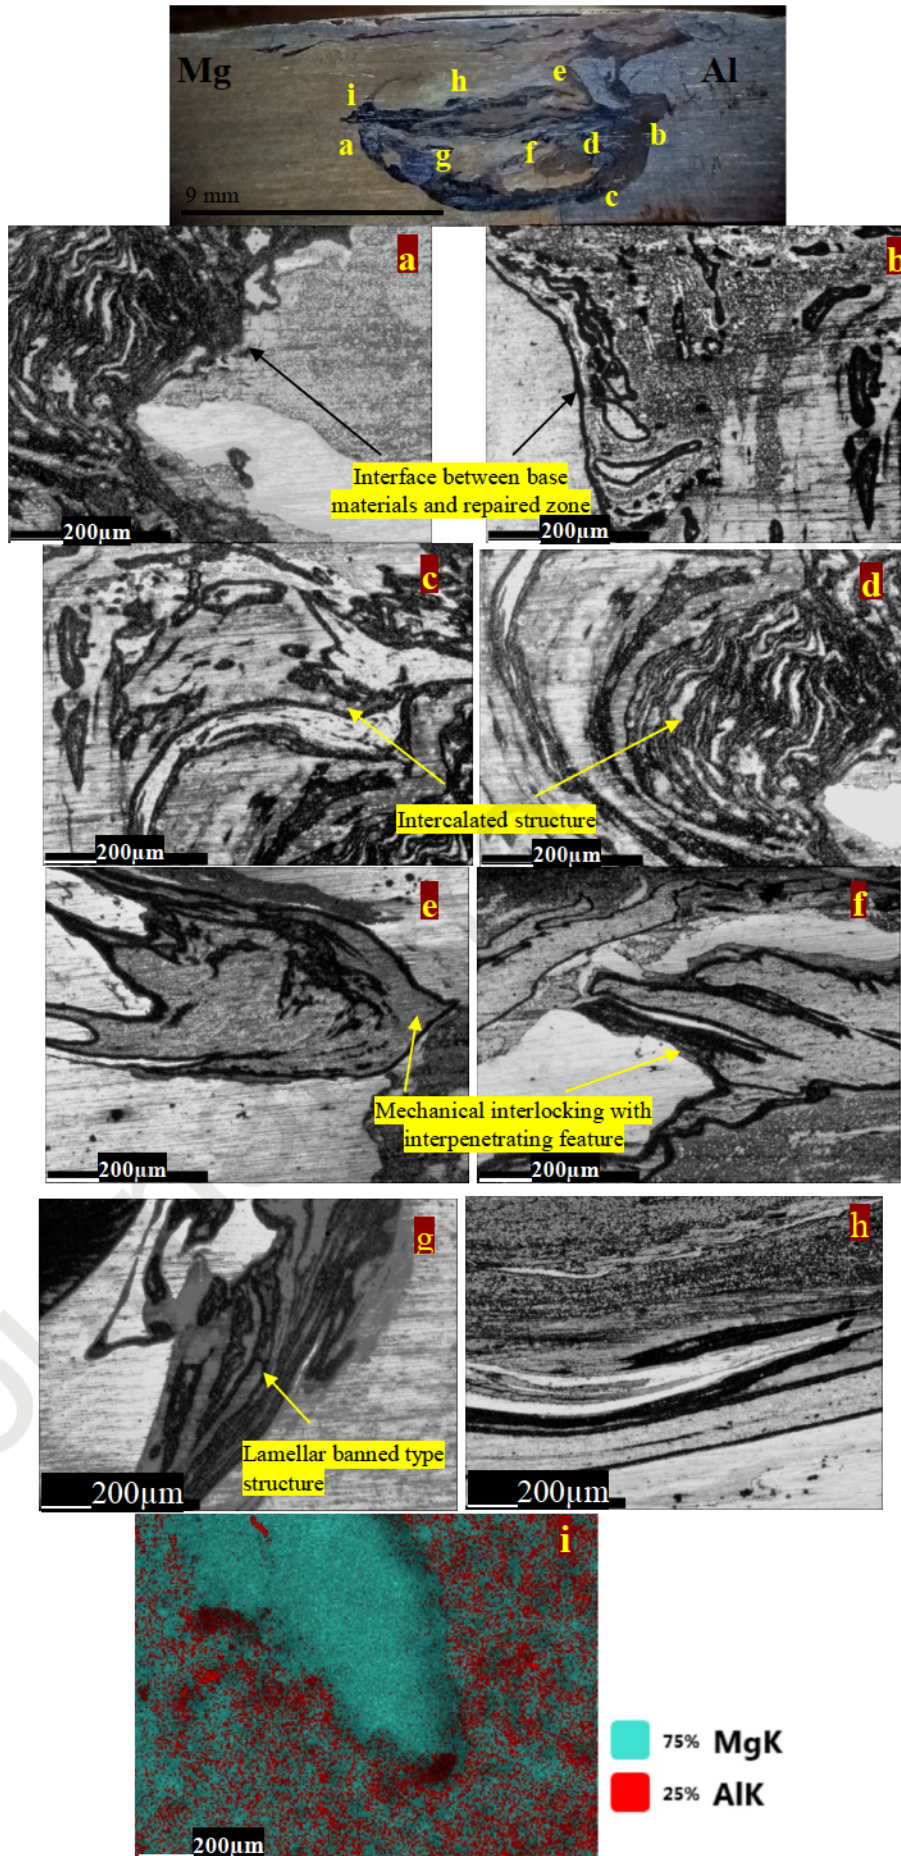 Mg
Al
i
h
e
a
g
f
d
b
c
9 mm
a
200µm
b
200µm
Interface between base
materials and repaired zone
c
200µm
d
200µm
Intercalated structure
e
200µm
f
200µm
Mechanical interlocking with
interpenetrating feature
g
200µm
h
200µm
Lamellar banned type
structure
i
200µm
75% MgK
25% AlK